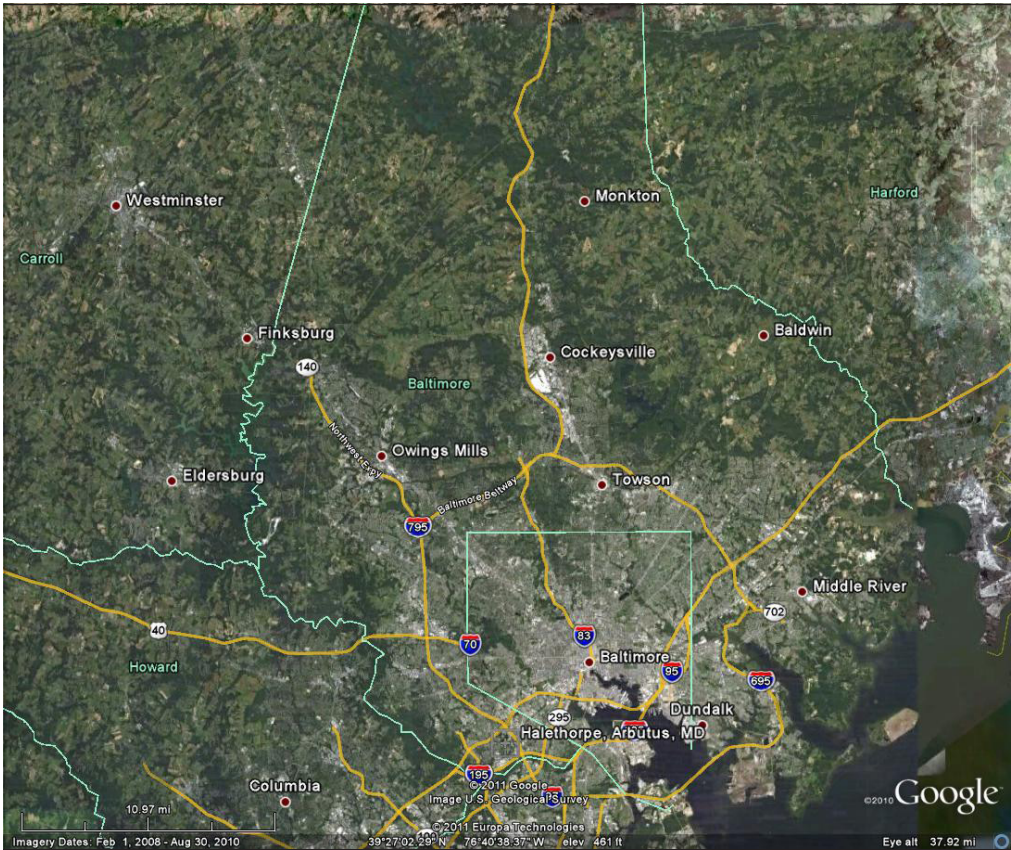 Westminster
Monkton
Harford
Carroll
Finksburg
Baldwin
Cockeysville
140
Baltimore
Northwest Expy
Owings Mills
Eldersburg
Baltimore Beltway
Towson
795
Middle River
702
40
83
70
Baltimore
Howard
95
695
295
Dundalk
Halethorpe, Arbutus, MD
195
Columbia
© 2011 Google
Image U.S. Geological Survey
10.97 mi
©2010 Google
© 2011 Europa Technologies
Imagery Dates: Feb 1, 2008 - Aug 30, 2010
39°27'02.29" N 76°40'38.37" W elev 461 ft
Eye alt 37.92 mi